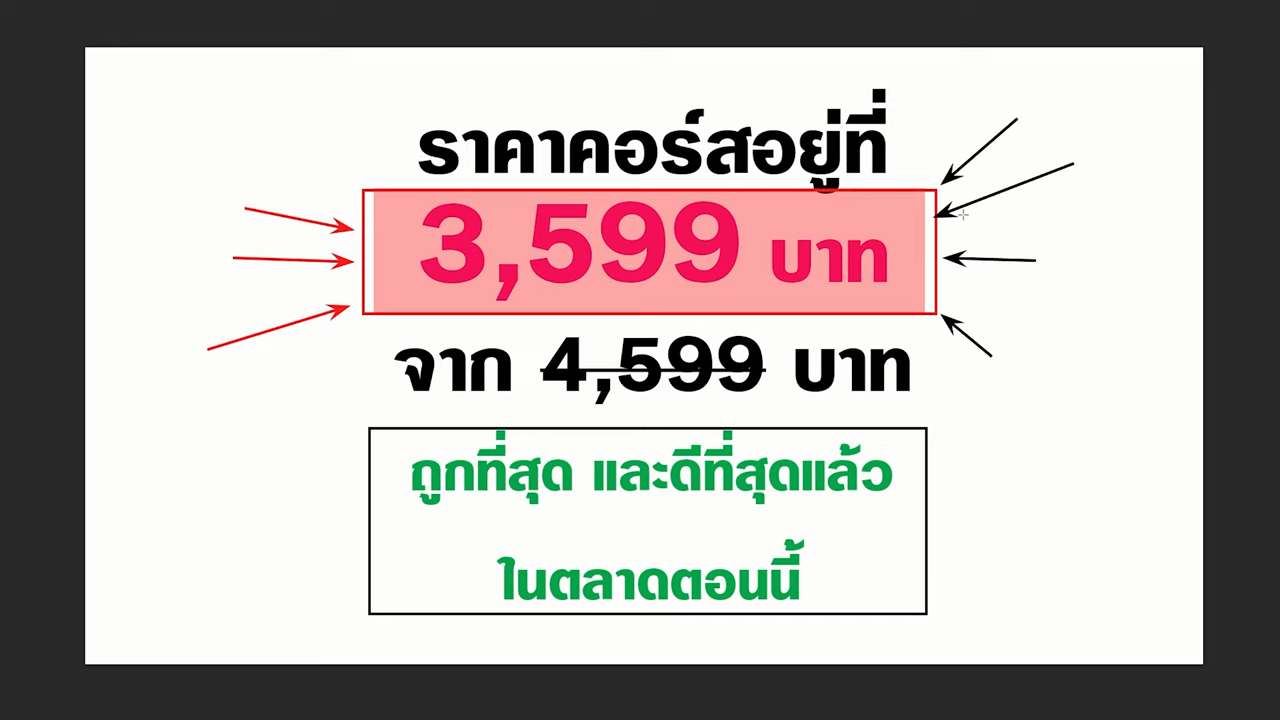 ราคาคอร์สอยู่ที่
3,599 บาท
จาก 4,599 บาท
ถูกที่สุด และดีที่สุดแล้ว
ในตลาดตอนนี้